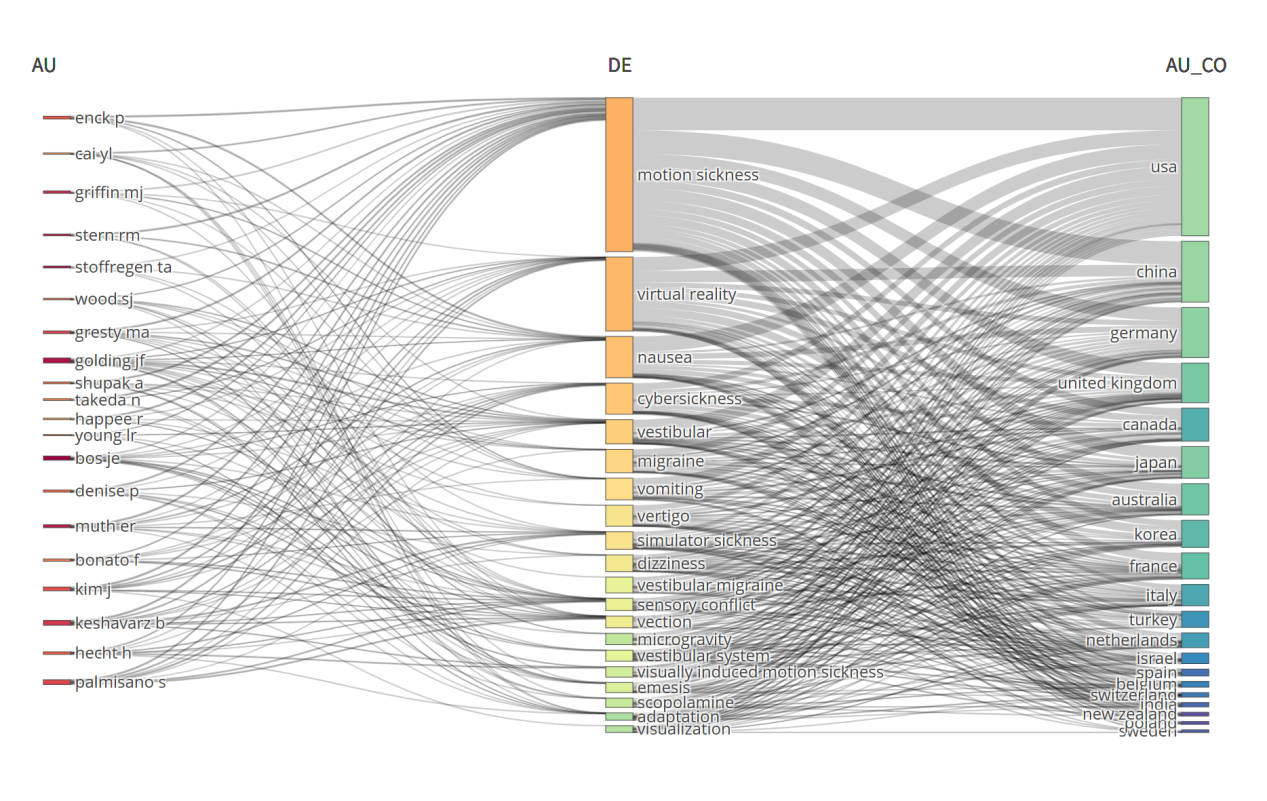 AU
DE
AU_CO
enck p
cai yl
griffin mj
stern rm
stoffregen ta
wood sj
gresty ma
golding jf
shupak a
takeda n
happee r
young lr
bos je
denise p
muth er
bonato f
kim j
keshavarz b
hecht h
palmisano s
motion sickness
virtual reality
nausea
cybersickness
vestibular
migraine
vomiting
vertigo
simulator sickness
dizziness
vestibular migraine
sensory conflict
vection
microgravity
vestibular system
visually induced motion sickness
emesis
scopolamine
adaptation
visualization
usa
china
germany
united kingdom
canada
japan
australia
korea
france
italy
turkey
netherlands
israel
spain
belgium
switzerland
india
new zealand
poland
sweden